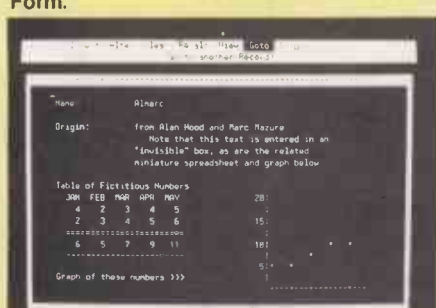 Form.
View Goto
another Record
Name Almarc
Origin: from Alan Hood and Marc Mazure
Note that this text is entered in an
"invisible" box, as are the related
miniature spreadsheet and graph below
Table of Fictitious Numbers
JAN FEB MAR APR MAY
4 2 3 4 5
2 3 4 5 6
6 5 7 9 11
20:
15:
10:
5:
Graph of these numbers >>>